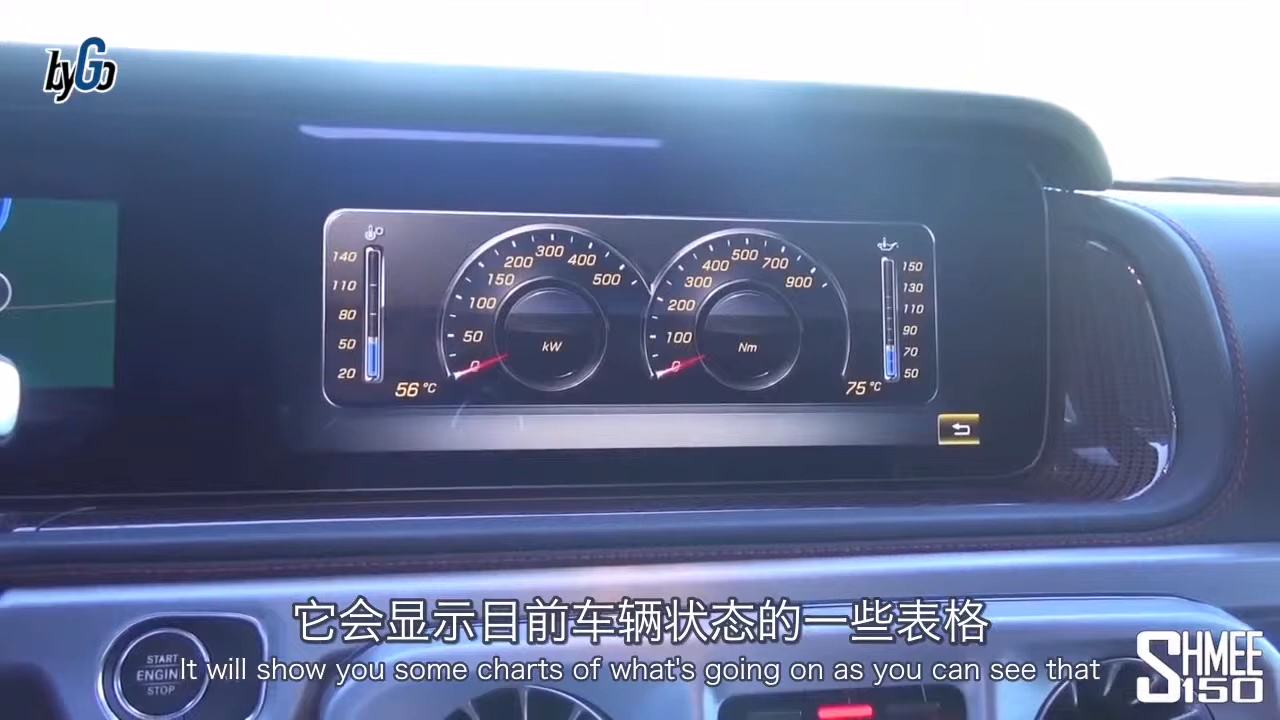 byGo
140
110
80
50
20
56 °C
0
50
100
150
200
300
400
500
kW
0
100
200
300
400
500
700
900
Nm
150
130
110
90
70
50
75 °C
它会显示目前车辆状态的一些表格
It will show you some charts of what's going on as you can see that
START
ENGINE
STOP
SHMEE
150